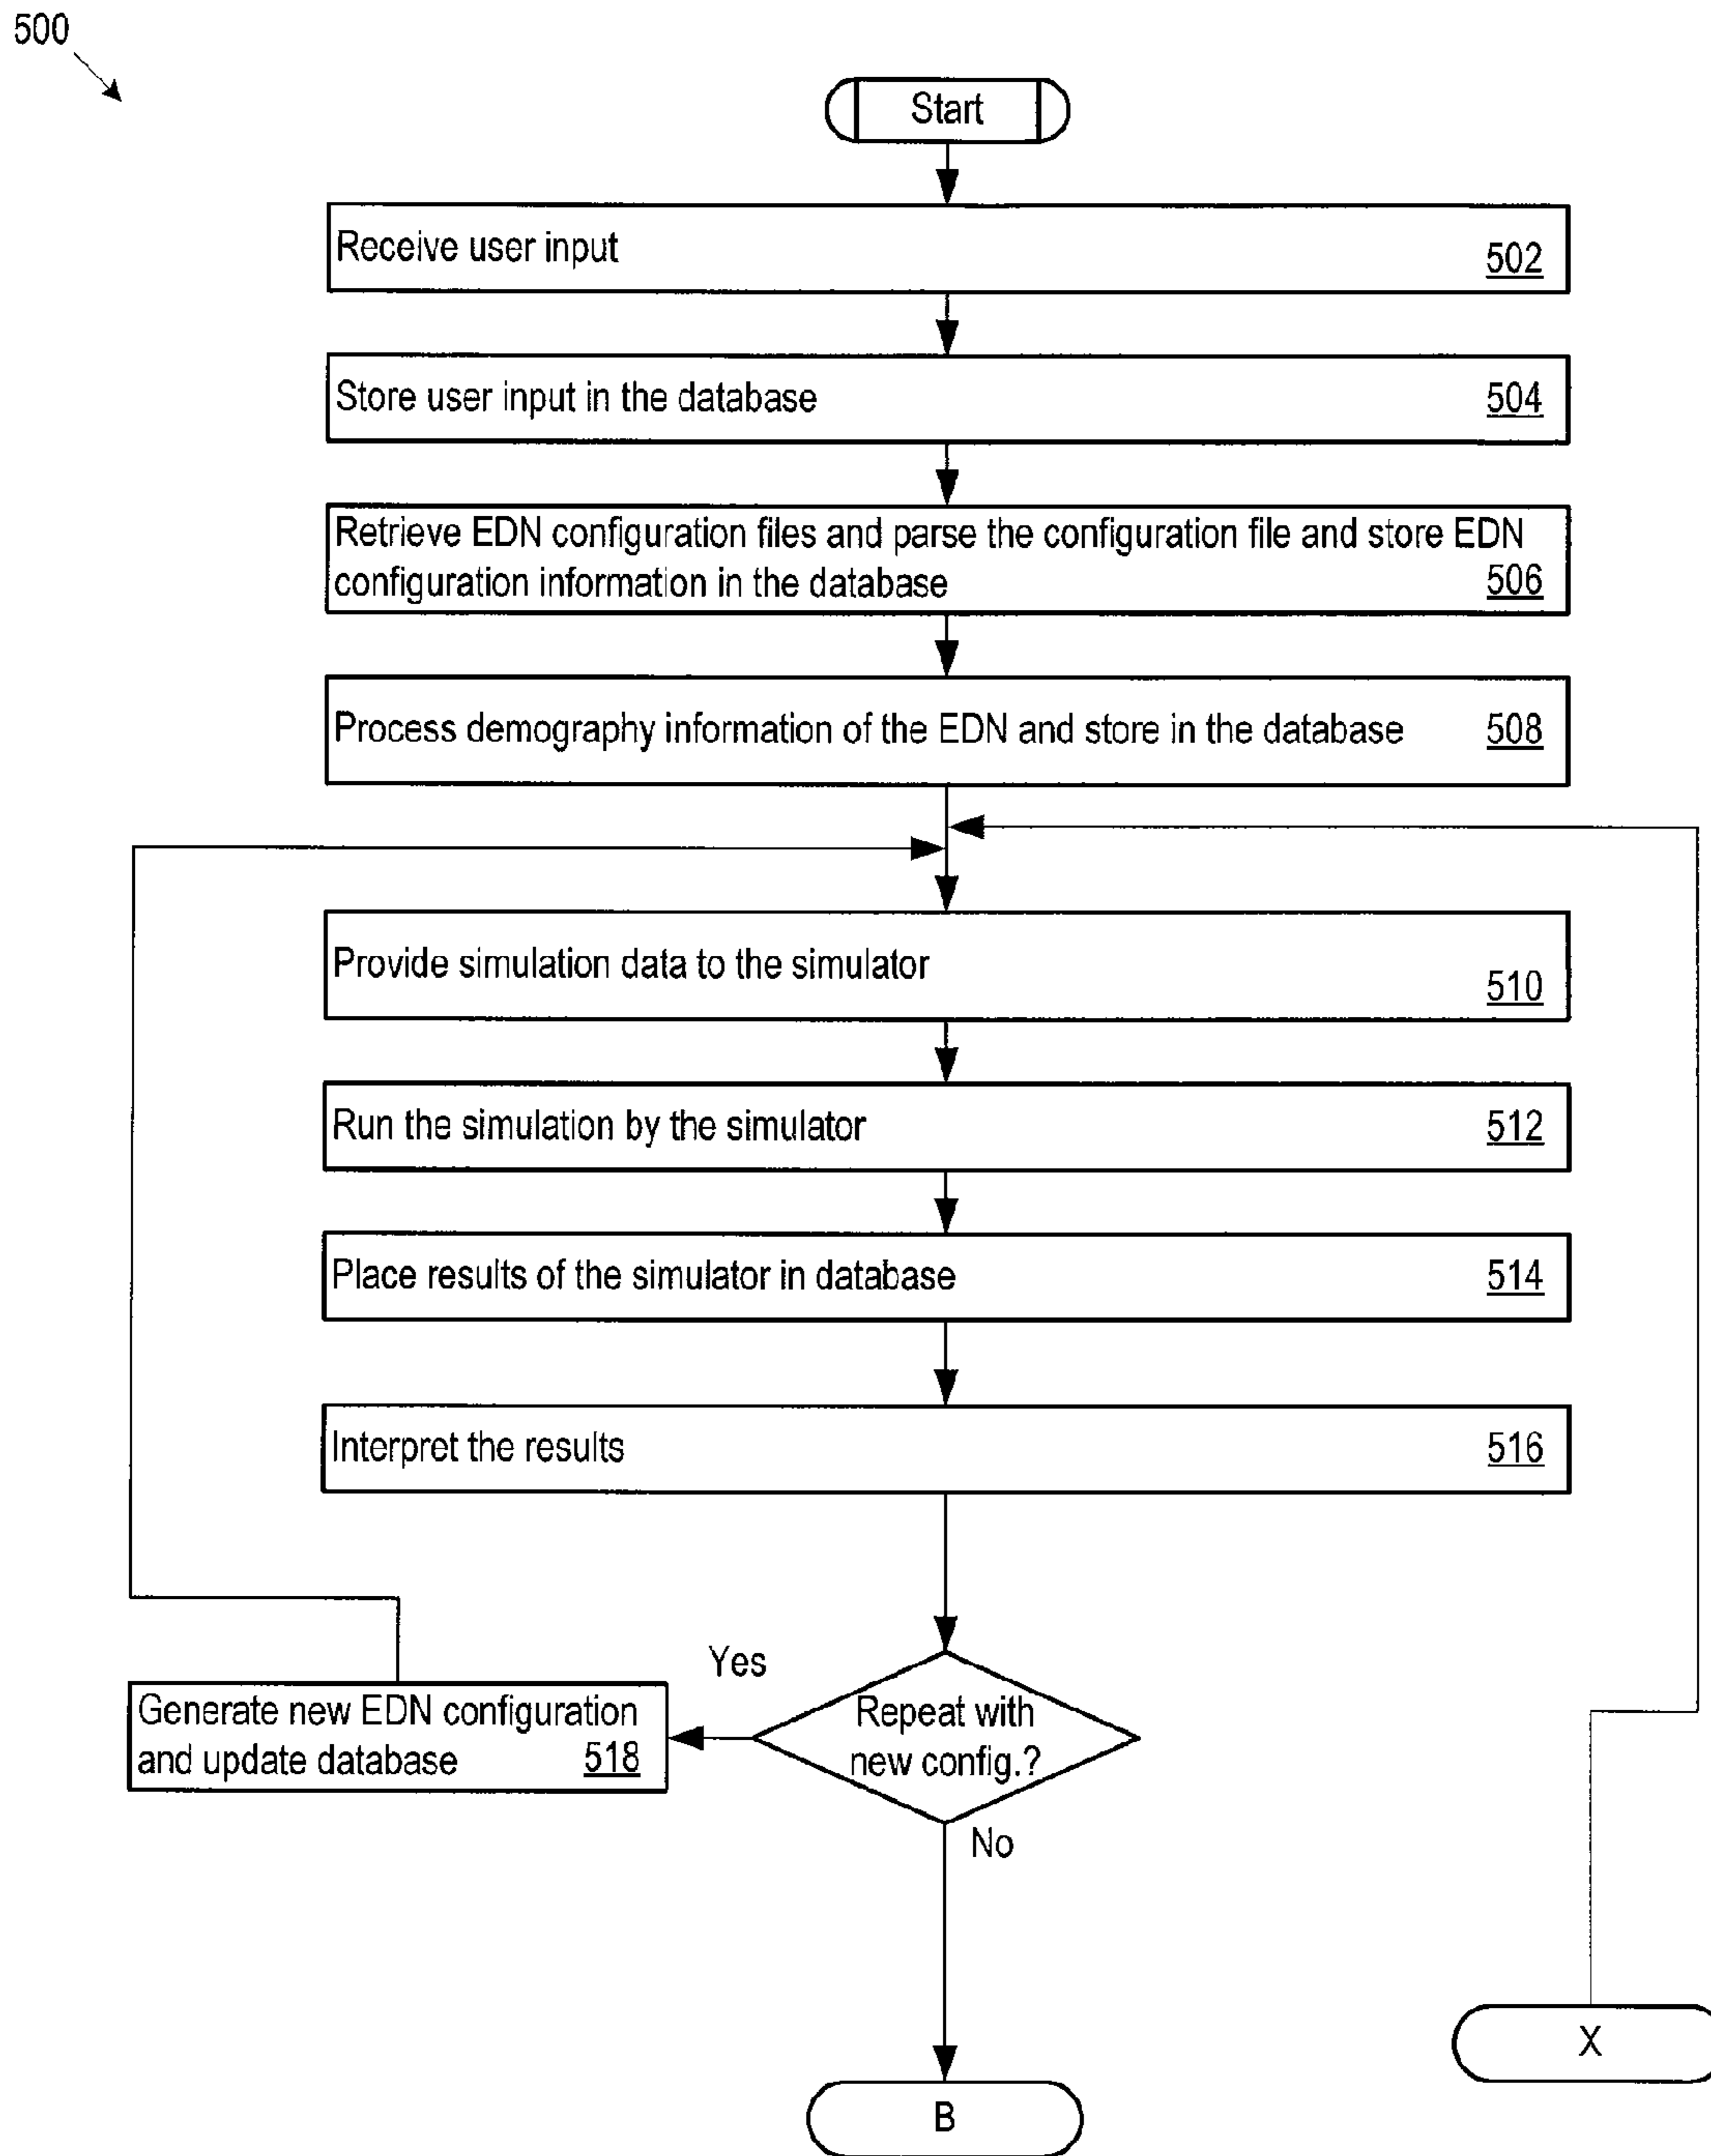 500
Start
Receive user input 502
Store user input in the database 504
Retrieve EDN configuration files and parse the configuration file and store EDN
configuration information in the database 506
Process demography information of the EDN and store in the database 508
Provide simulation data to the simulator 510
Run the simulation by the simulator 512
Place results of the simulator in database 514
Interpret the results 516
Yes
Generate new EDN configuration
and update database 518
Repeat with
new config.?
No
X
B